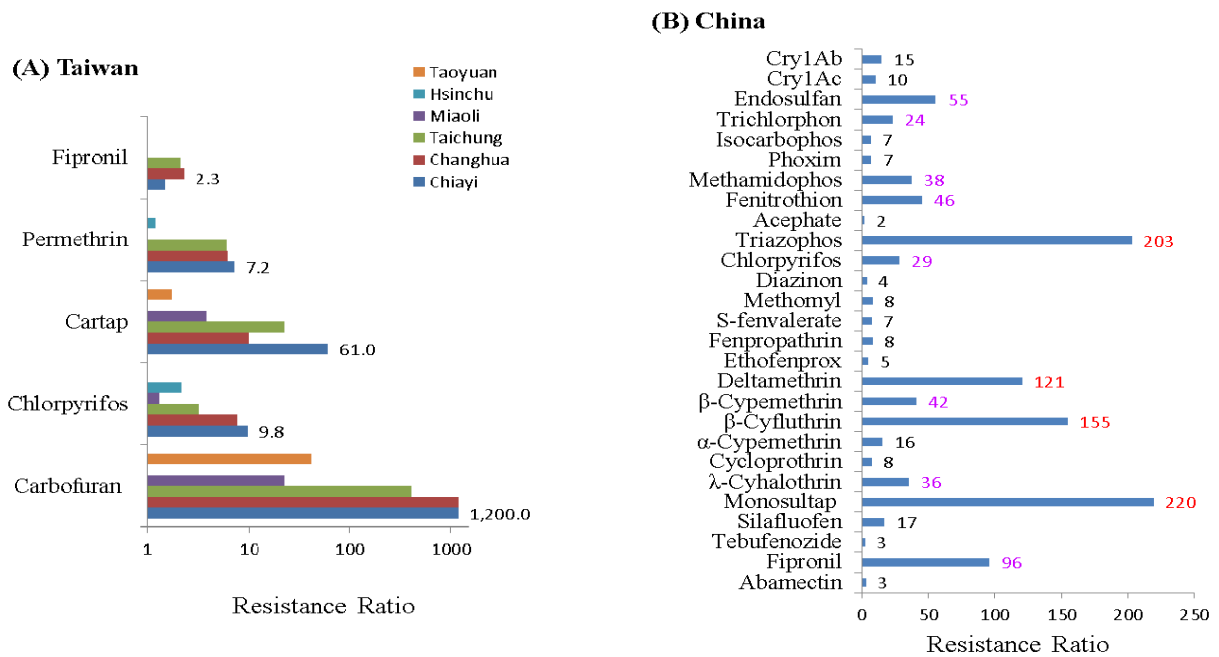 (A) Taiwan
Taoyuan
Hsinchu
Miaoli
Taichung
Changhua
Chiayi
Fipronil
2.3
Permethrin
7.2
Cartap
61.0
Chlorpyrifos
9.8
Carbofuran
1,200.0
1 10 100 1000
Resistance Ratio
(B) China
Cry1Ab 15
Cry1Ac 10
Endosulfan 55
Trichlorphon 24
Isocarbophos 7
Phoxim 7
Methamidophos 38
Fenitrothion 46
Acephate 2
Triazophos 203
Chlorpyrifos 29
Diazinon 4
Methomyl 8
S-fenvalerate 7
Fenpropathrin 8
Ethofenprox 5
Deltamethrin 121
β-Cypemethrin 42
β-Cyfluthrin 155
α-Cypemethrin 16
Cycloprothrin 8
λ-Cyhalothrin 36
Monosultap 220
Silafluofen 17
Tebufenozide 3
Fipronil 96
Abamectin 3
0 50 100 150 200 250
Resistance Ratio